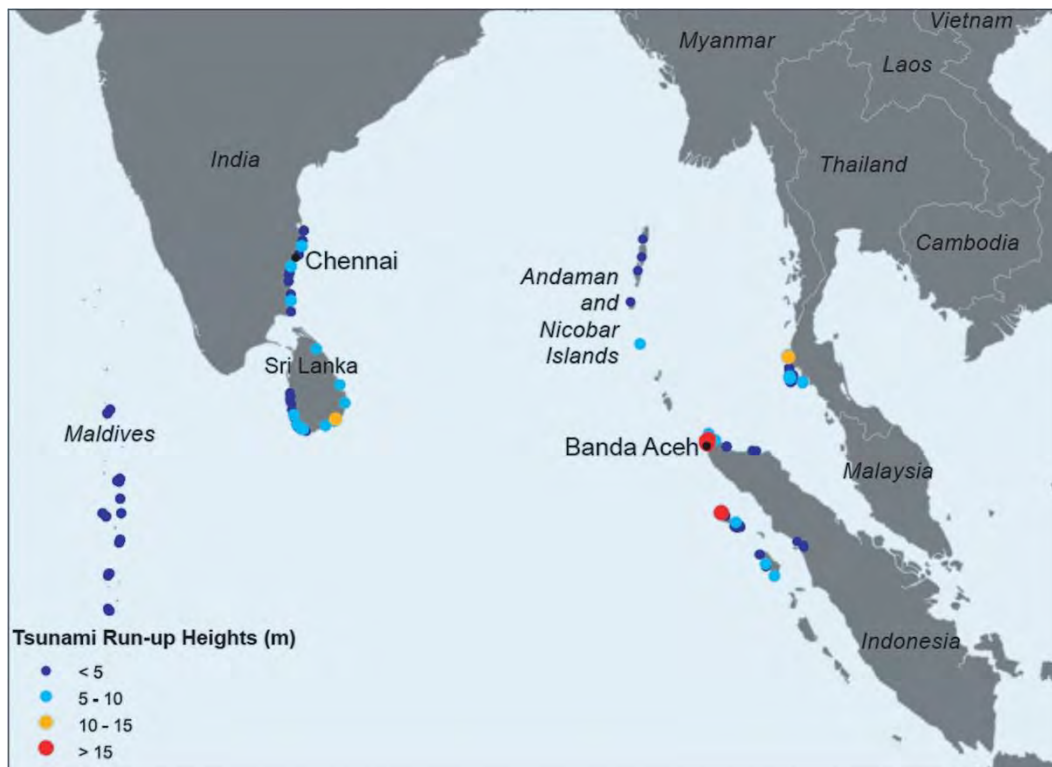 Vietnam
Myanmar
Laos
India
Thailand
Cambodia
Chennai
Andaman
and
Nicobar
Islands
Sri Lanka
Maldives
Banda Aceh
Malaysia
Tsunami Run-up Heights (m)
< 5
5 - 10
10 - 15
> 15
Indonesia